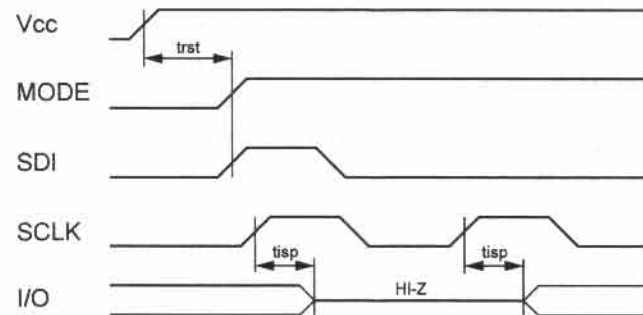 Vcc
trst
MODE
SDI
SCLK
tisp
tisp
I/O
HI-Z